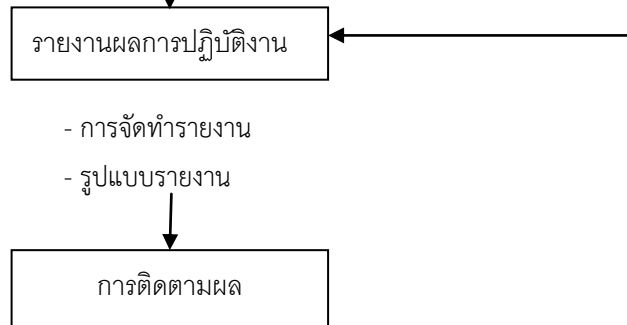 รายงานผลการปฏิบัติงาน
- การจัดทำรายงาน
- รูปแบบรายงาน
การติดตามผล